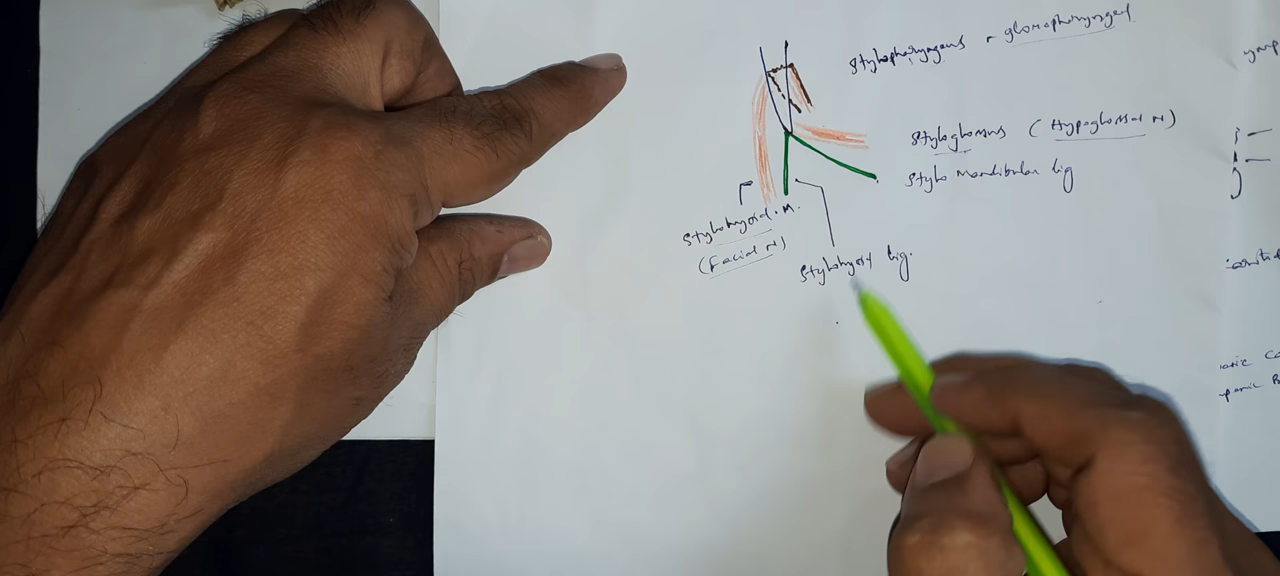 Stylopharyngeus - glossopharyngeal
Styloglossus (Hypoglossal N)
Stylo Mandibular lig
Stylohyoid. M.
(Facial N)
Stylohyoid lig.